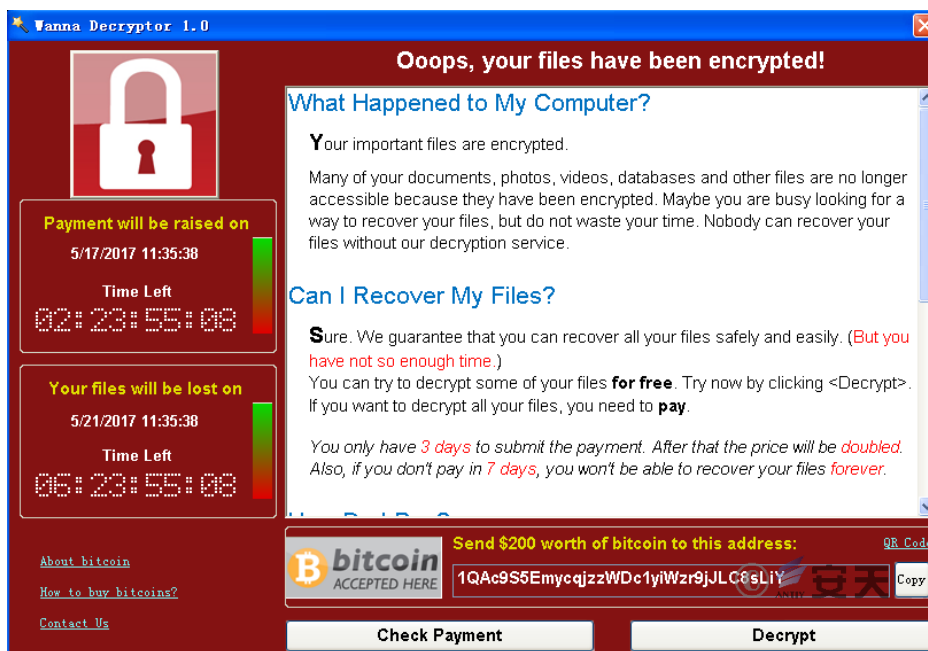 Wanna Decryptor 1.0
Ooops, your files have been encrypted!
Payment will be raised on
5/17/2017 11:35:38
Time Left
02:23:55:08
Your files will be lost on
5/21/2017 11:35:38
Time Left
06:23:55:08
About bitcoin
How to buy bitcoins?
Contact Us
What Happened to My Computer?
Your important files are encrypted.
Many of your documents, photos, videos, databases and other files are no longer
accessible because they have been encrypted. Maybe you are busy looking for a
way to recover your files, but do not waste your time. Nobody can recover your
files without our decryption service.
Can I Recover My Files?
Sure. We guarantee that you can recover all your files safely and easily. (But you
have not so enough time.)
You can try to decrypt some of your files for free. Try now by clicking <Decrypt>.
If you want to decrypt all your files, you need to pay.
You only have 3 days to submit the payment. After that the price will be doubled.
Also, if you don't pay in 7 days, you won't be able to recover your files forever.
bitcoin
ACCEPTED HERE
Send $200 worth of bitcoin to this address:
QR Code
1QAc9S5EmycqjzzWDc1yiWzr9jJLC8sLiY
Copy
© ANTIY 安天
Check Payment
Decrypt